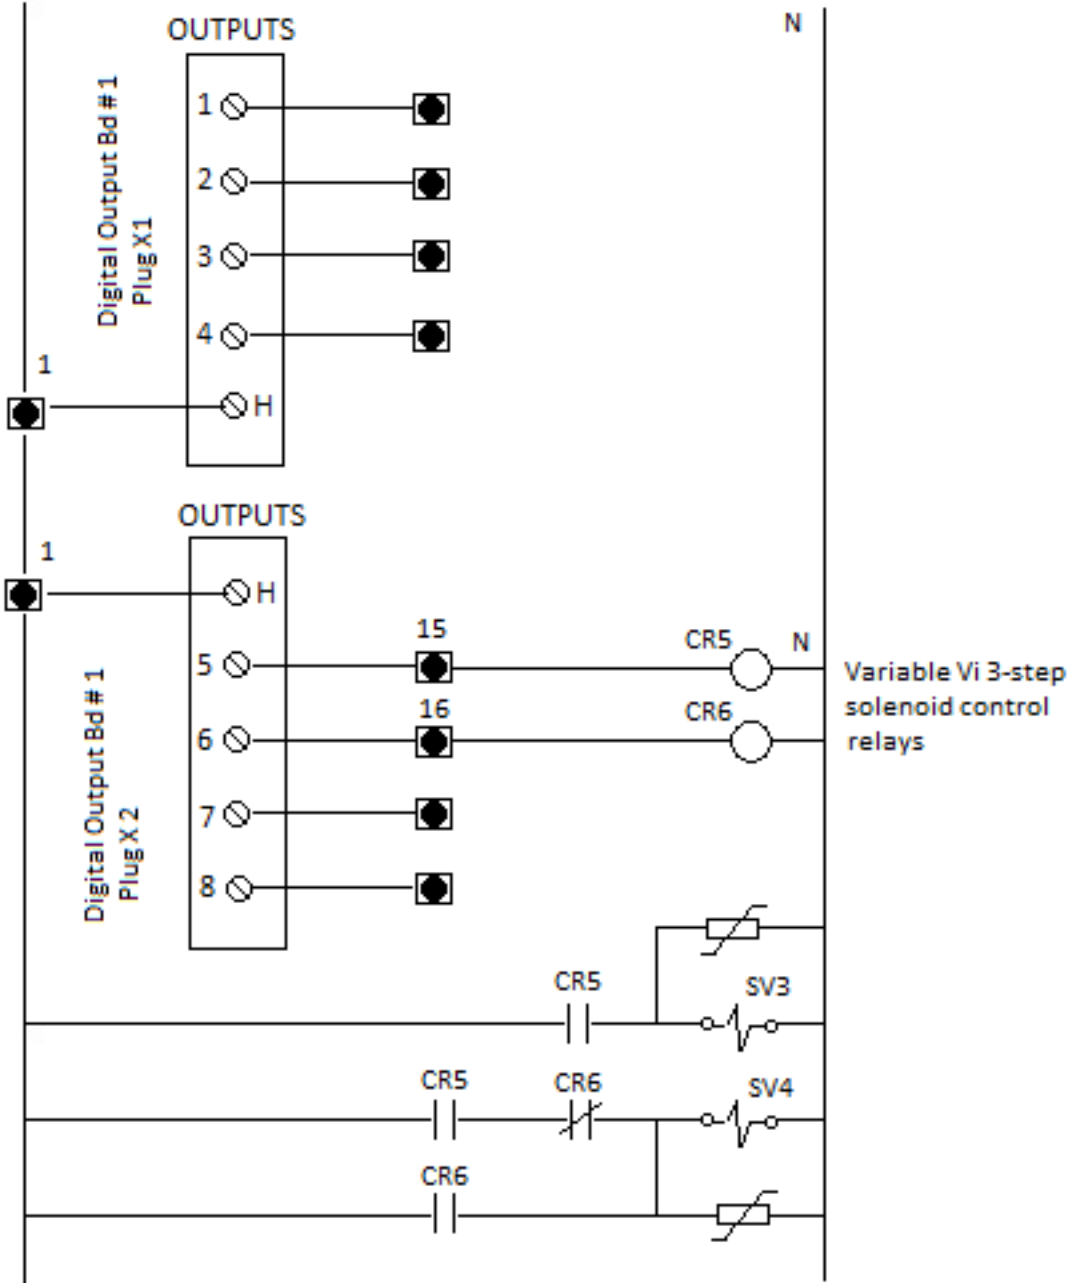 OUTPUTS
N
Digital Output Bd # 1
Plug X1
1
2
3
4
1
H
OUTPUTS
1
H
Digital Output Bd # 1
Plug X 2
5
15
CR5
N
6
16
CR6
Variable Vi 3-step
solenoid control
relays
7
8
CR5
SV3
CR5
CR6
SV4
CR6